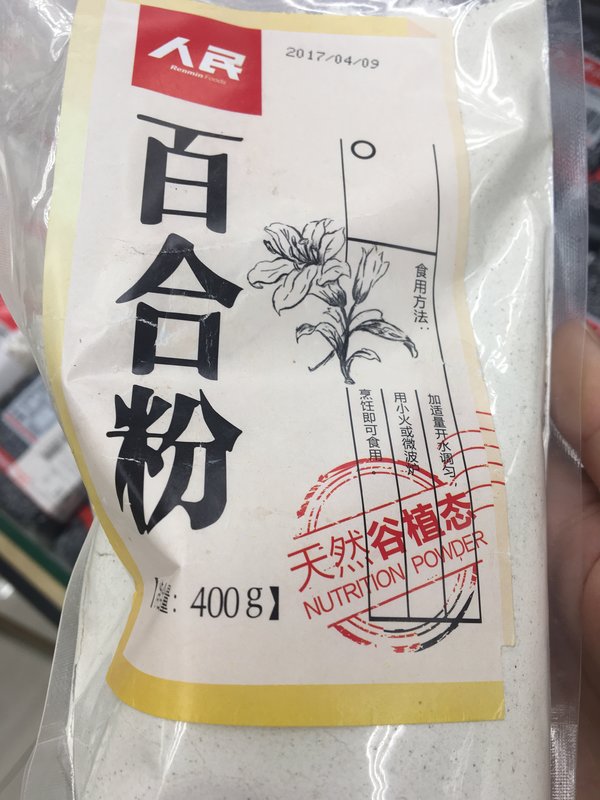 人民
Renmin Foods
2017/04/09
百合粉
食用方法：
加适量开水调匀，
用小火或微波炉
烹饪即可食用。
天然谷植态
NUTRITION POWDER
量：400g】